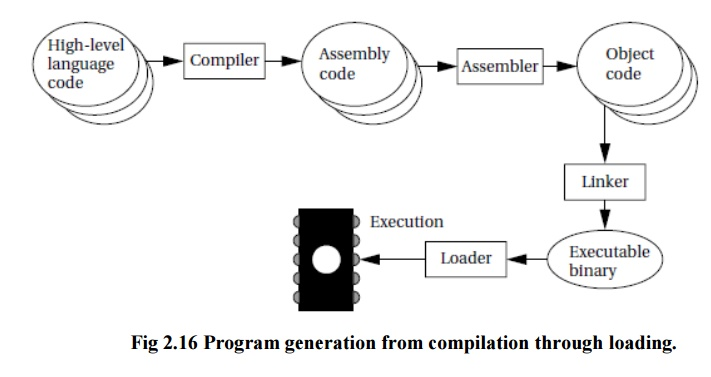 High-level
language
code
Compiler
Assembly
code
Assembler
Object
code
Linker
Executable
binary
Loader
Execution
Fig 2.16 Program generation from compilation through loading.